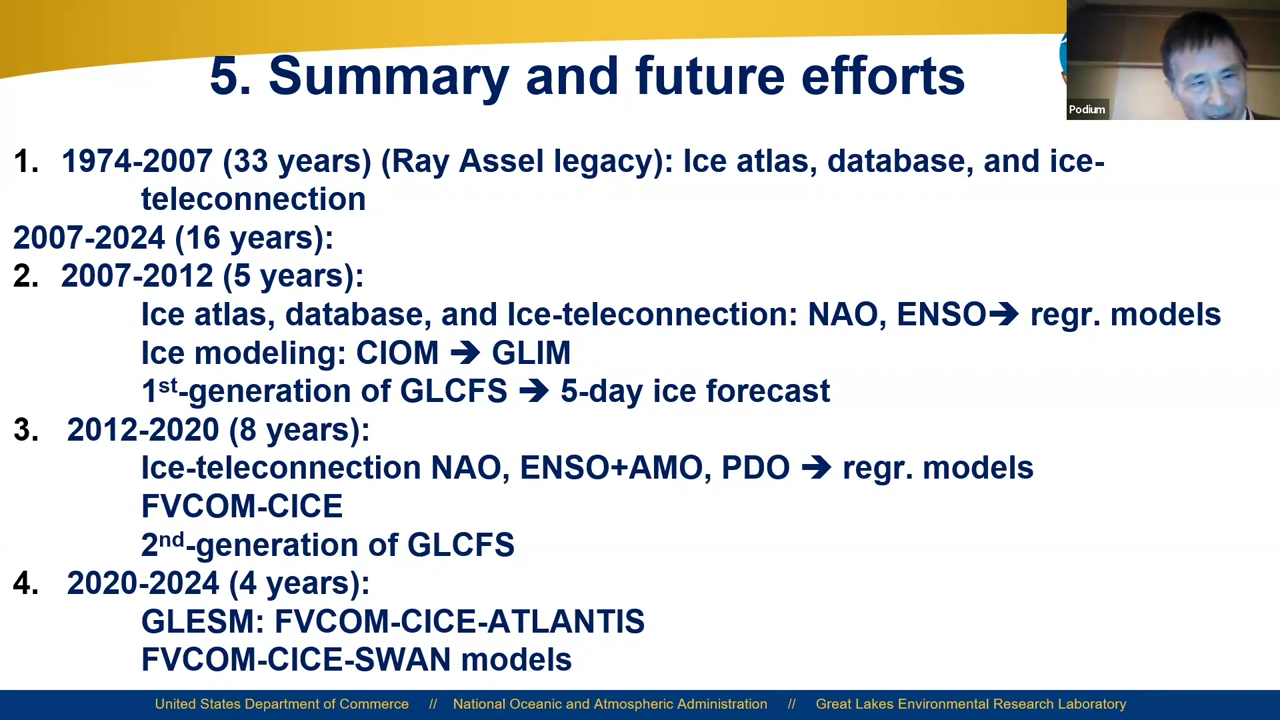 5. Summary and future efforts
Podium
1. 1974-2007 (33 years) (Ray Assel legacy): Ice atlas, database, and ice-
teleconnection
2007-2024 (16 years):
2. 2007-2012 (5 years):
Ice atlas, database, and Ice-teleconnection: NAO, ENSO➔ regr. models
Ice modeling: CIOM ➔ GLIM
1st-generation of GLCFS ➔ 5-day ice forecast
3. 2012-2020 (8 years):
Ice-teleconnection NAO, ENSO+AMO, PDO ➔ regr. models
FVCOM-CICE
2nd-generation of GLCFS
4. 2020-2024 (4 years):
GLESM: FVCOM-CICE-ATLANTIS
FVCOM-CICE-SWAN models
United States Department of Commerce // National Oceanic and Atmospheric Administration // Great Lakes Environmental Research Laboratory